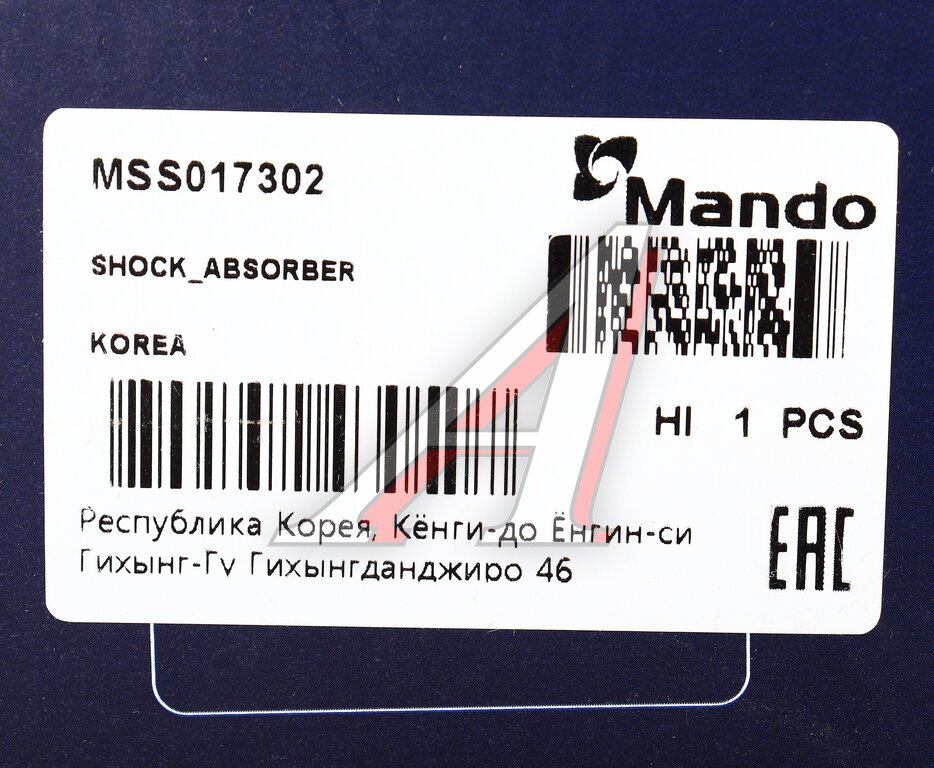 MSS017302
Mando
SHOCK_ABSORBER
KOREA
HI 1 PCS
Республика Корея, Кёнги-до Ёнгин-си
Гихынг-Гу Гихынгданджиро 46
EAC